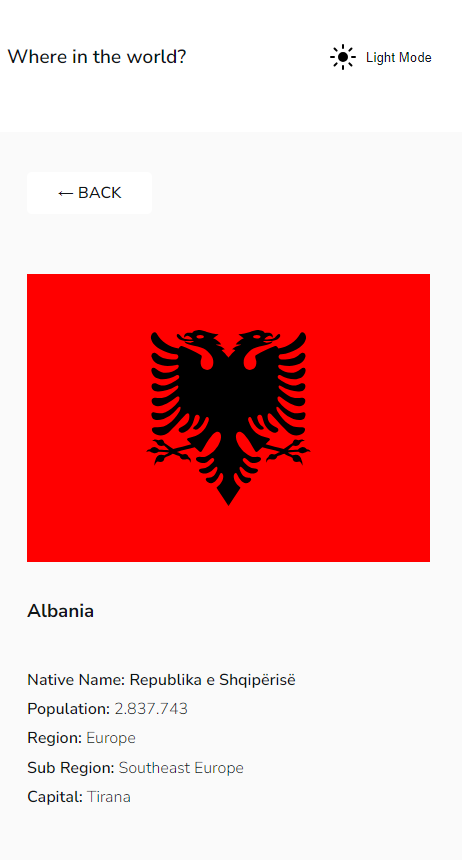 Where in the world?
Light Mode
← BACK
Albania
Native Name: Republika e Shqipërisë
Population: 2.837.743
Region: Europe
Sub Region: Southeast Europe
Capital: Tirana